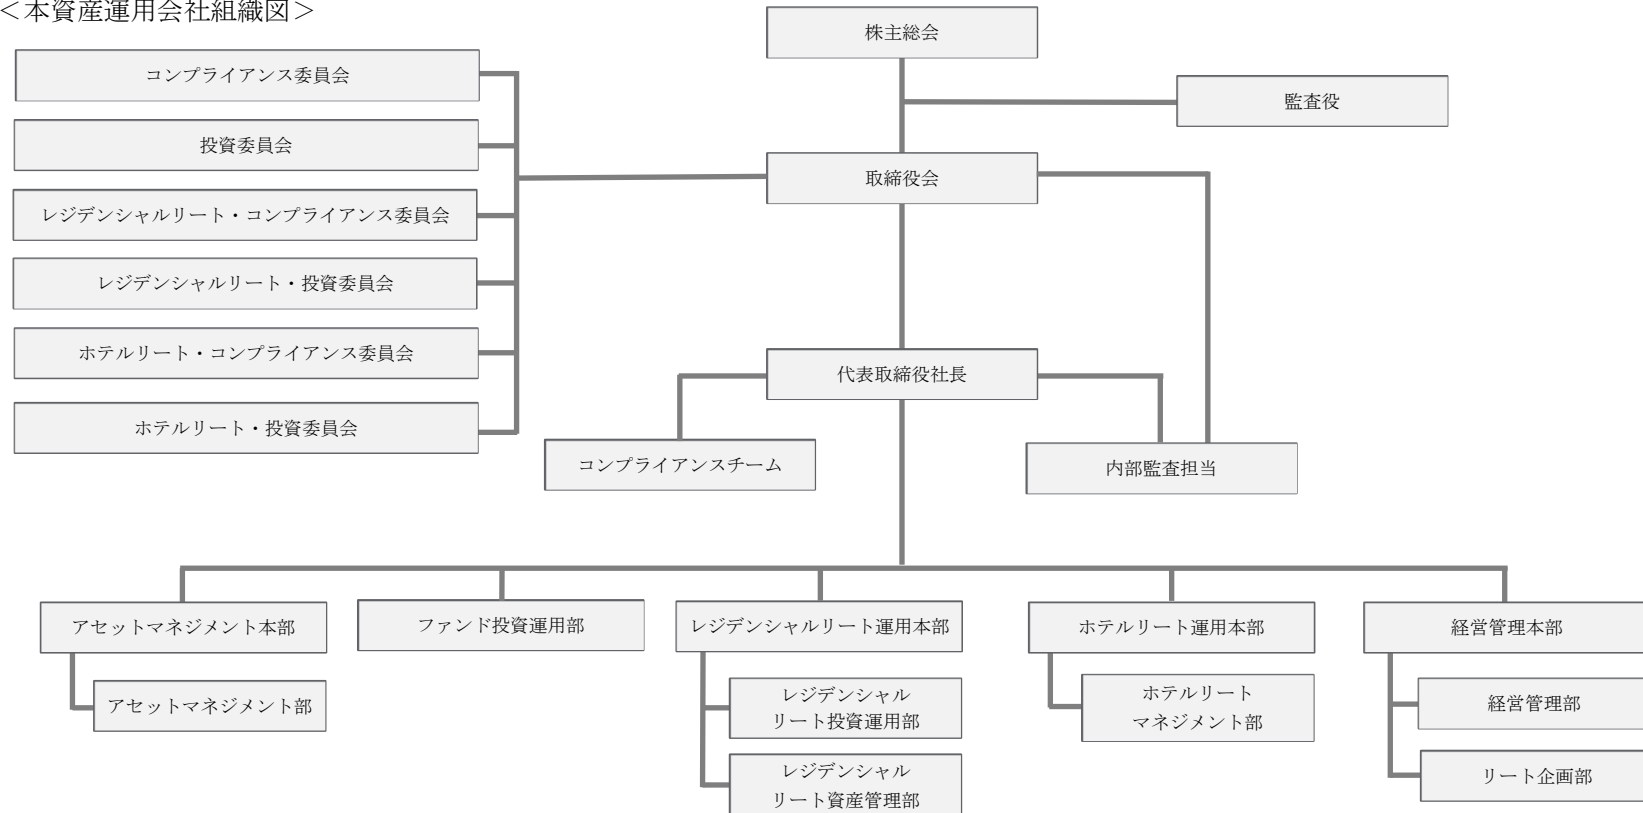 ＜本資産運用会社組織図＞
株主総会
監査役
コンプライアンス委員会
投資委員会
レジデンシャルリート・コンプライアンス委員会
レジデンシャルリート・投資委員会
ホテルリート・コンプライアンス委員会
ホテルリート・投資委員会
取締役会
代表取締役社長
コンプライアンスチーム
内部監査担当
アセットマネジメント本部
アセットマネジメント部
ファンド投資運用部
レジデンシャルリート運用本部
レジデンシャル
リート投資運用部
レジデンシャル
リート資産管理部
ホテルリート運用本部
ホテルリート
マネジメント部
経営管理本部
経営管理部
リート企画部